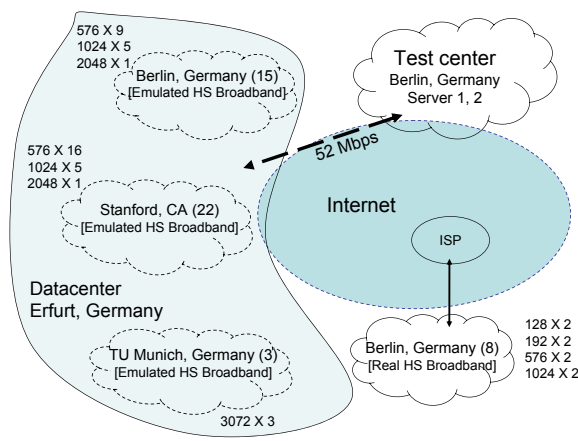 576 X 9
1024 X 5
2048 X 1
Berlin, Germany (15)
[Emulated HS Broadband]
Test center
Berlin, Germany
Server 1, 2
52 Mbps
576 X 16
1024 X 5
2048 X 1
Stanford, CA (22)
[Emulated HS Broadband]
Internet
ISP
Datacenter
Erfurt, Germany
TU Munich, Germany (3)
[Emulated HS Broadband]
3072 X 3
Berlin, Germany (8)
[Real HS Broadband]
128 X 2
192 X 2
576 X 2
1024 X 2